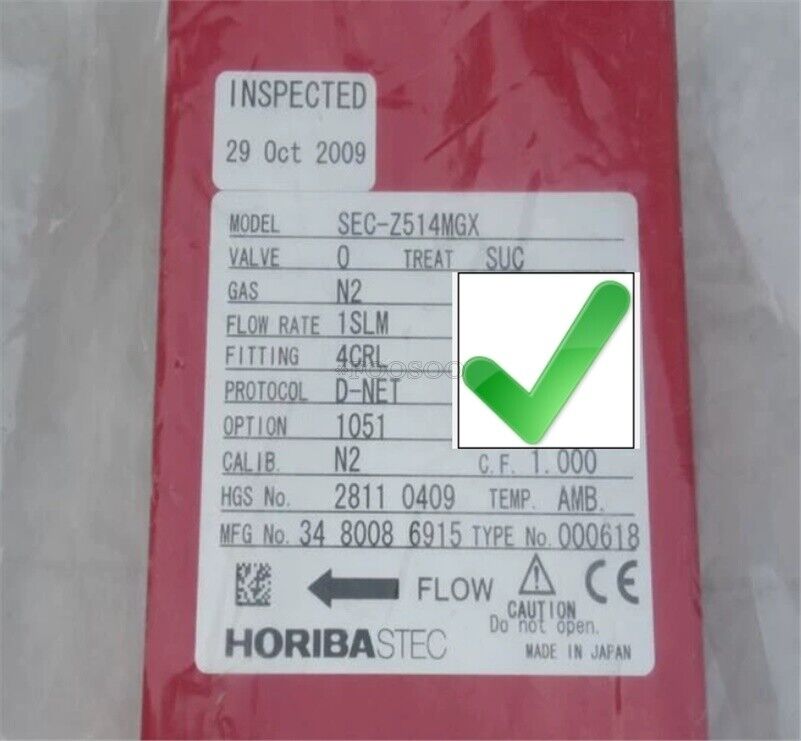 INSPECTED
29 Oct 2009
MODEL SEC-Z514MGX
VALVE O TREAT SUC
GAS N2
FLOW RATE 1SLM
FITTING 4CRL
PROTOCOL D-NET
OPTION 1051
CALIB. N2 C.F. 1.000
HGS No. 2811 0409 TEMP. AMB.
MFG No. 34 8008 6915 TYPE No. 000618
FLOW
CAUTION
Do not open.
HORIBASTEC
MADE IN JAPAN